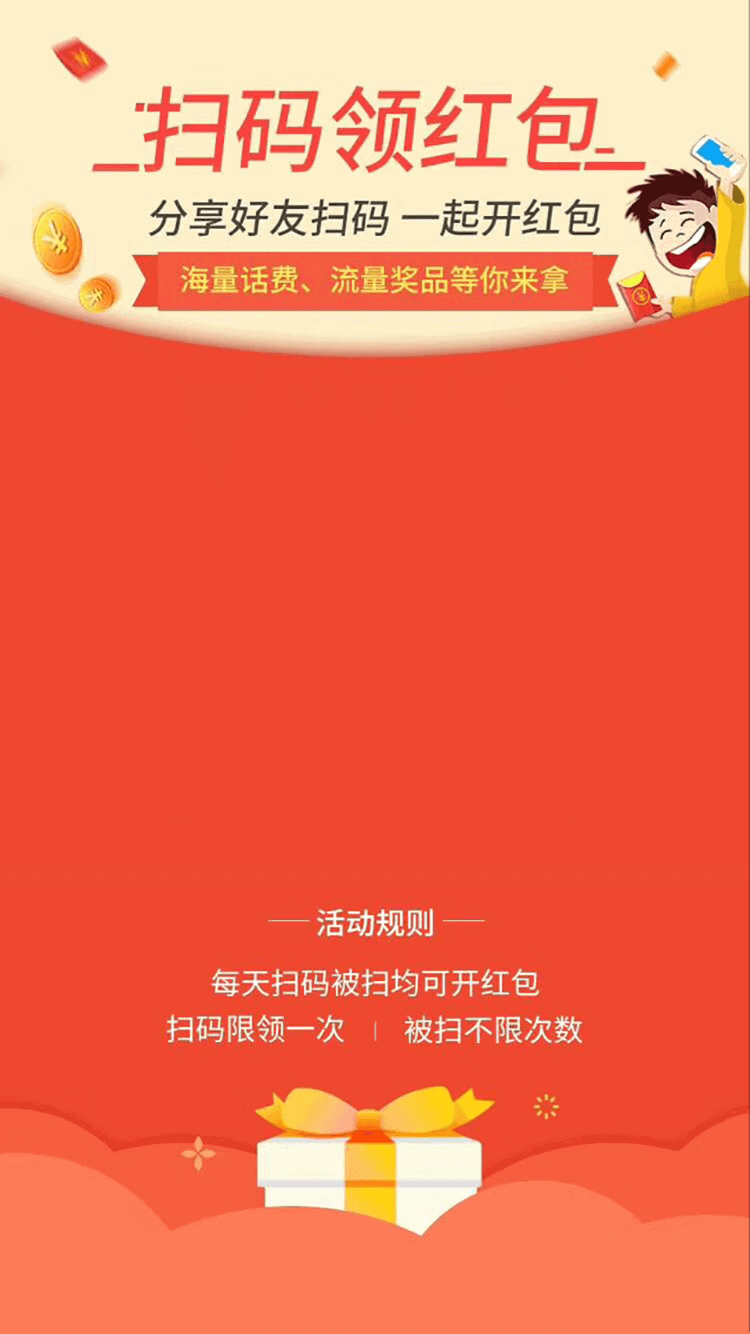 扫码领红包
分享好友扫码 一起开红包
海量话费、流量奖品等你来拿
活动规则
每天扫码被扫均可开红包
扫码限领一次 | 被扫不限次数